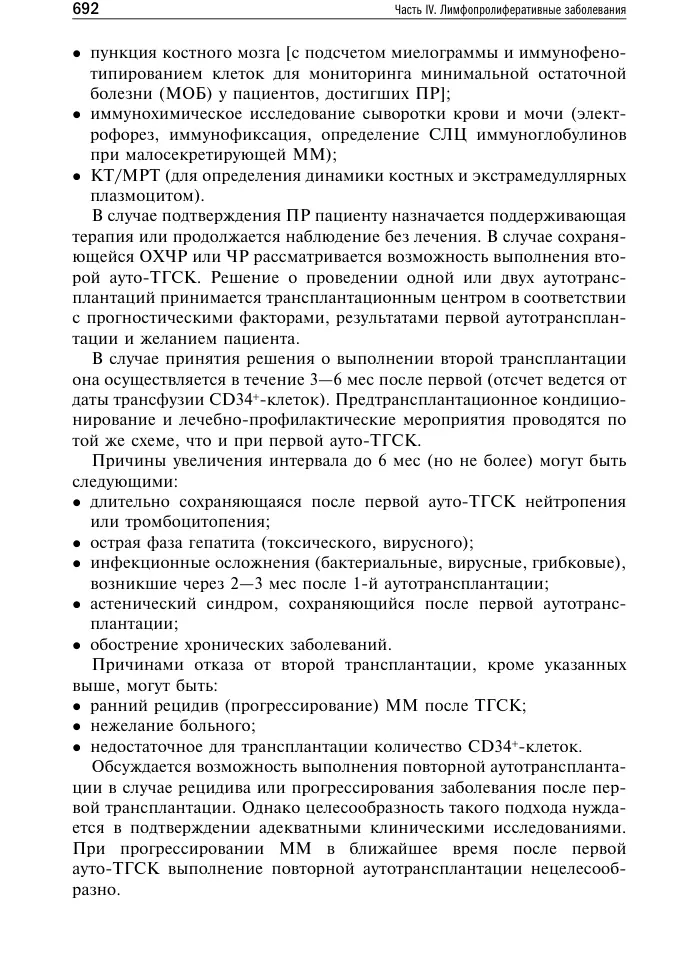 692
Часть IV. Лимфопролиферативные заболевания
• пункция костного мозга [с подсчетом миелограммы и иммунофено-
типированием клеток для мониторинга минимальной остаточной
болезни (МОБ) у пациентов, достигших ПР];
• иммунохимическое исследование сыворотки крови и мочи (элект-
рофорез, иммунофиксация, определение СЛЦ иммуноглобулинов
при малосекретирующей ММ);
• КТ/МРТ (для определения динамики костных и экстрамедуллярных
плазмоцитом).
В случае подтверждения ПР пациенту назначается поддерживающая
терапия или продолжается наблюдение без лечения. В случае сохраня-
ющейся ОХЧР или ЧР рассматривается возможность выполнения вто-
рой ауто-ТГСК. Решение о проведении одной или двух аутотранс-
плантаций принимается трансплантационным центром в соответствии
с прогностическими факторами, результатами первой аутотрансплан-
тации и желанием пациента.
В случае принятия решения о выполнении второй трансплантации
она осуществляется в течение 3—6 мес после первой (отсчет ведется от
даты трансфузии CD34⁺-клеток). Предтрансплантационное кондицио-
нирование и лечебно-профилактические мероприятия проводятся по
той же схеме, что и при первой ауто-ТГСК.
Причины увеличения интервала до 6 мес (но не более) могут быть
следующими:
• длительно сохраняющаяся после первой ауто-ТГСК нейтропения
или тромбоцитопения;
• острая фаза гепатита (токсического, вирусного);
• инфекционные осложнения (бактериальные, вирусные, грибковые),
возникшие через 2—3 мес после 1-й аутотрансплантации;
• астенический синдром, сохраняющийся после первой аутотранс-
плантации;
• обострение хронических заболеваний.
Причинами отказа от второй трансплантации, кроме указанных
выше, могут быть:
• ранний рецидив (прогрессирование) ММ после ТГСК;
• нежелание больного;
• недостаточное для трансплантации количество CD34⁺-клеток.
Обсуждается возможность выполнения повторной аутотранспланта-
ции в случае рецидива или прогрессирования заболевания после пер-
вой трансплантации. Однако целесообразность такого подхода нужда-
ется в подтверждении адекватными клиническими исследованиями.
При прогрессировании ММ в ближайшее время после первой
ауто-ТГСК выполнение повторной аутотрансплантации нецелесооб-
разно.